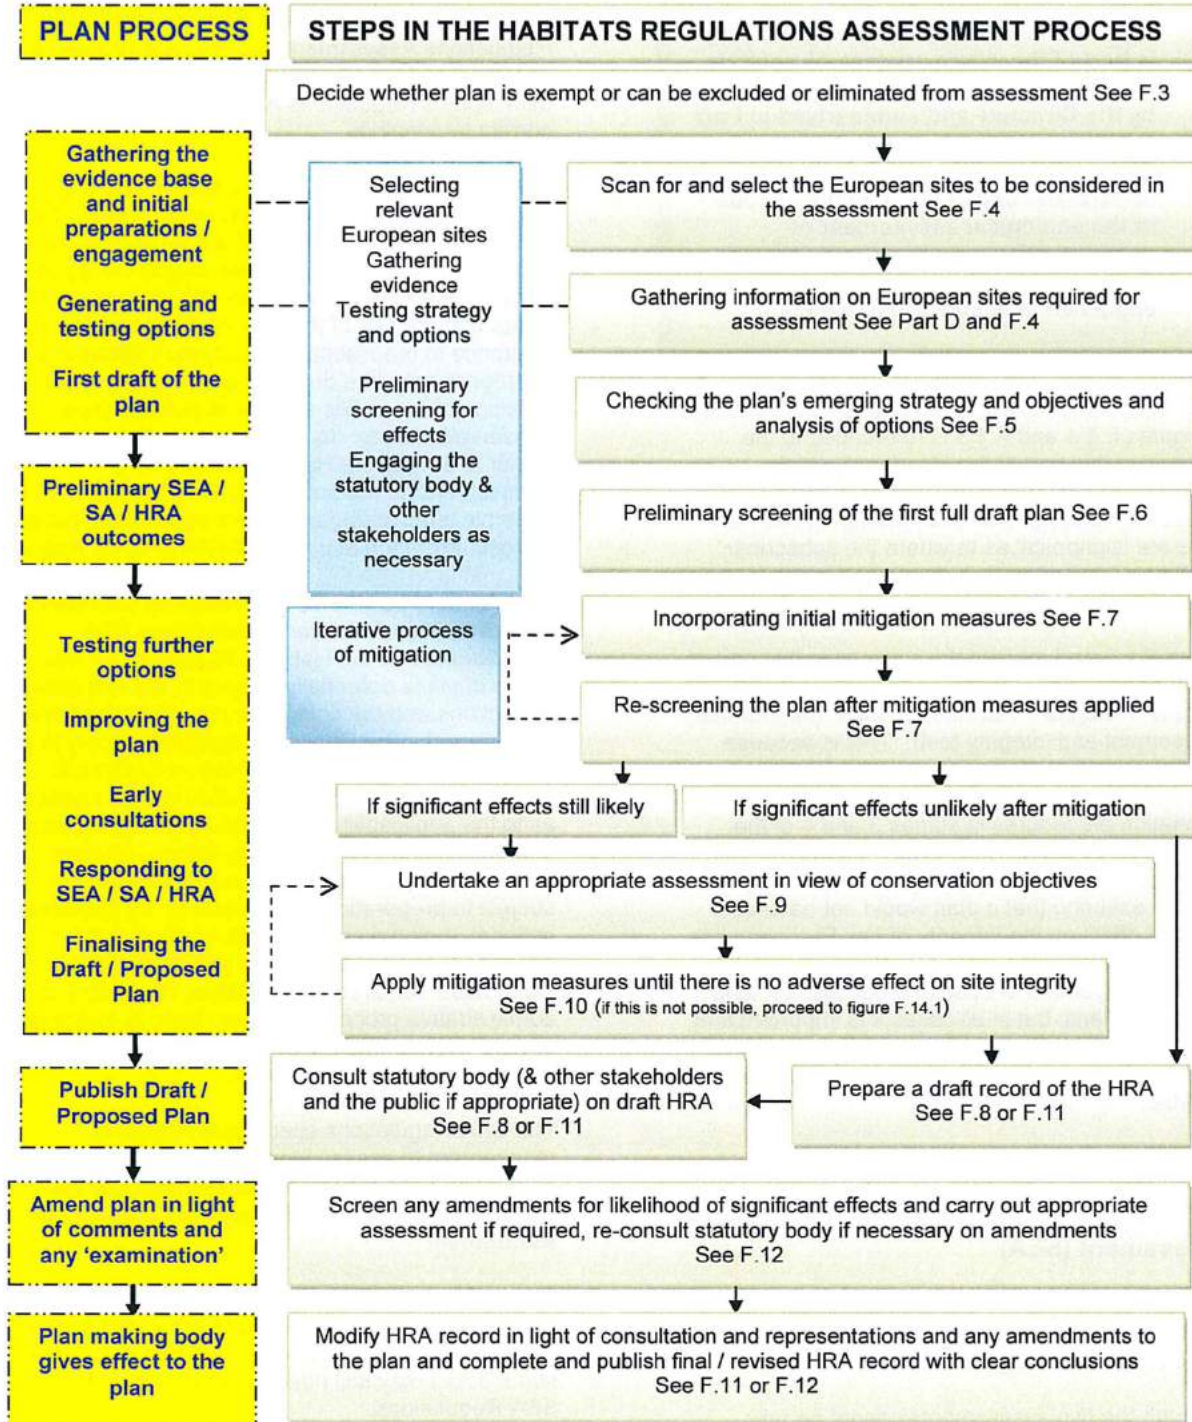 PLAN PROCESS
STEPS IN THE HABITATS REGULATIONS ASSESSMENT PROCESS
Decide whether plan is exempt or can be excluded or eliminated from assessment See F.3
Gathering the
evidence base
and initial
preparations /
engagement
Generating and
testing options
First draft of the
plan
Selecting
relevant
European sites
Gathering
evidence
Testing strategy
and options
Preliminary
screening for
effects
Engaging the
statutory body &
other
stakeholders as
necessary
Scan for and select the European sites to be considered in
the assessment See F.4
Gathering information on European sites required for
assessment See Part D and F.4
Checking the plan's emerging strategy and objectives and
analysis of options See F.5
Preliminary SEA /
SA / HRA
outcomes
Preliminary screening of the first full draft plan See F.6
Testing further
options
Improving the
plan
Early
consultations
Responding to
SEA / SA / HRA
Finalising the
Draft / Proposed
Plan
Iterative process
of mitigation
Incorporating initial mitigation measures See F.7
Re-screening the plan after mitigation measures applied
See F.7
If significant effects still likely
If significant effects unlikely after mitigation
Undertake an appropriate assessment in view of conservation objectives
See F.9
Apply mitigation measures until there is no adverse effect on site integrity
See F.10 (if this is not possible, proceed to figure F.14.1)
Publish Draft /
Proposed Plan
Consult statutory body (& other stakeholders
and the public if appropriate) on draft HRA
See F.8 or F.11
Prepare a draft record of the HRA
See F.8 or F.11
Amend plan in light
of comments and
any 'examination'
Screen any amendments for likelihood of significant effects and carry out appropriate
assessment if required, re-consult statutory body if necessary on amendments
See F.12
Plan making body
gives effect to the
plan
Modify HRA record in light of consultation and representations and any amendments to
the plan and complete and publish final / revised HRA record with clear conclusions
See F.11 or F.12